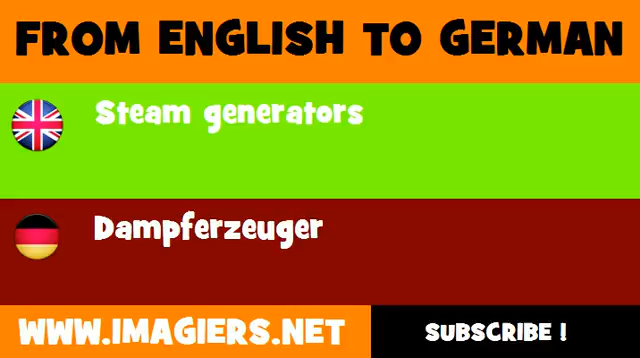 FROM ENGLISH TO GERMAN
Steam generators
Dampferzeuger
WWW.IMAGIERS.NET
SUBSCRIBE !